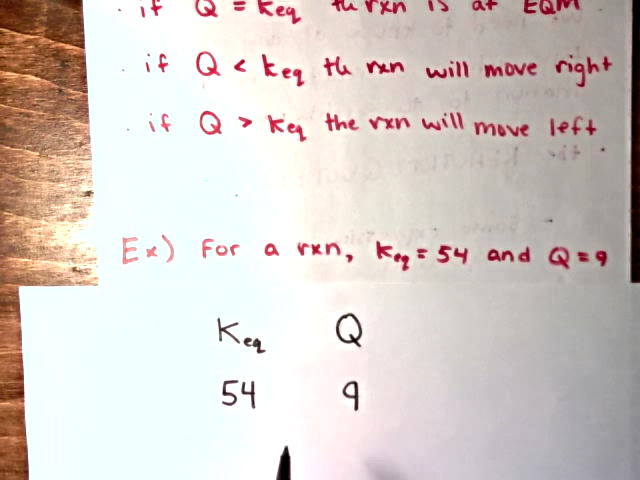 . if Q = Keq the rxn is at EQM
. if Q < Keq the rxn will move right
. if Q > Keq the rxn will move left.
Ex) For a rxn, Keq = 54 and Q = 9
Keq Q
54 9